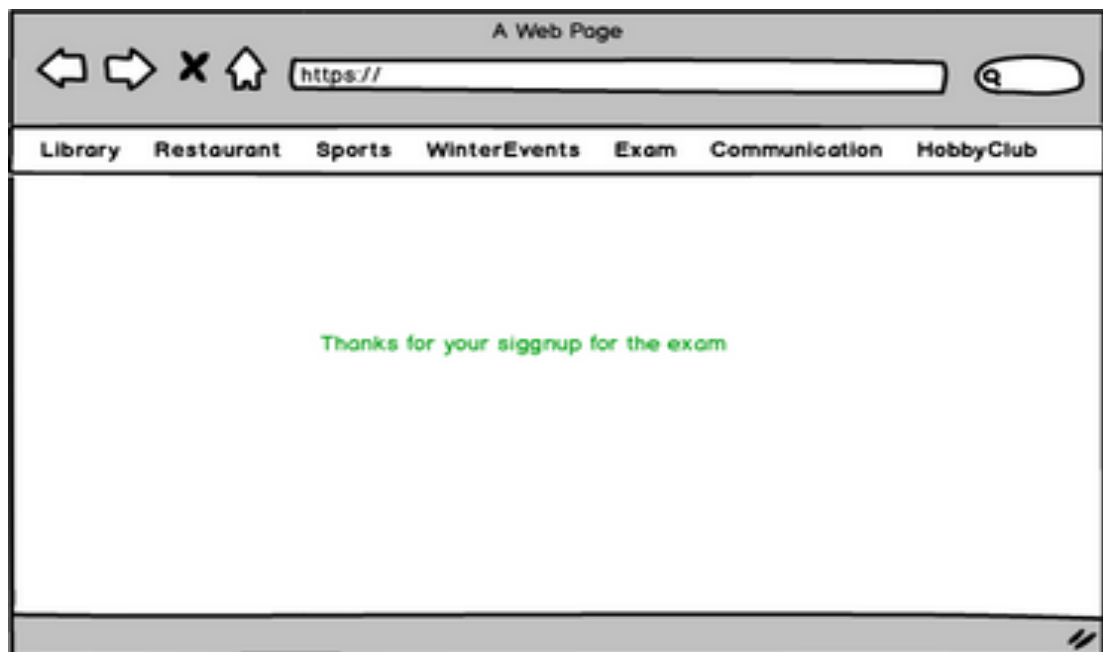 A Web Page
https://
Library Restaurant Sports WinterEvents Exam Communication HobbyClub
Thanks for your siggnup for the exam